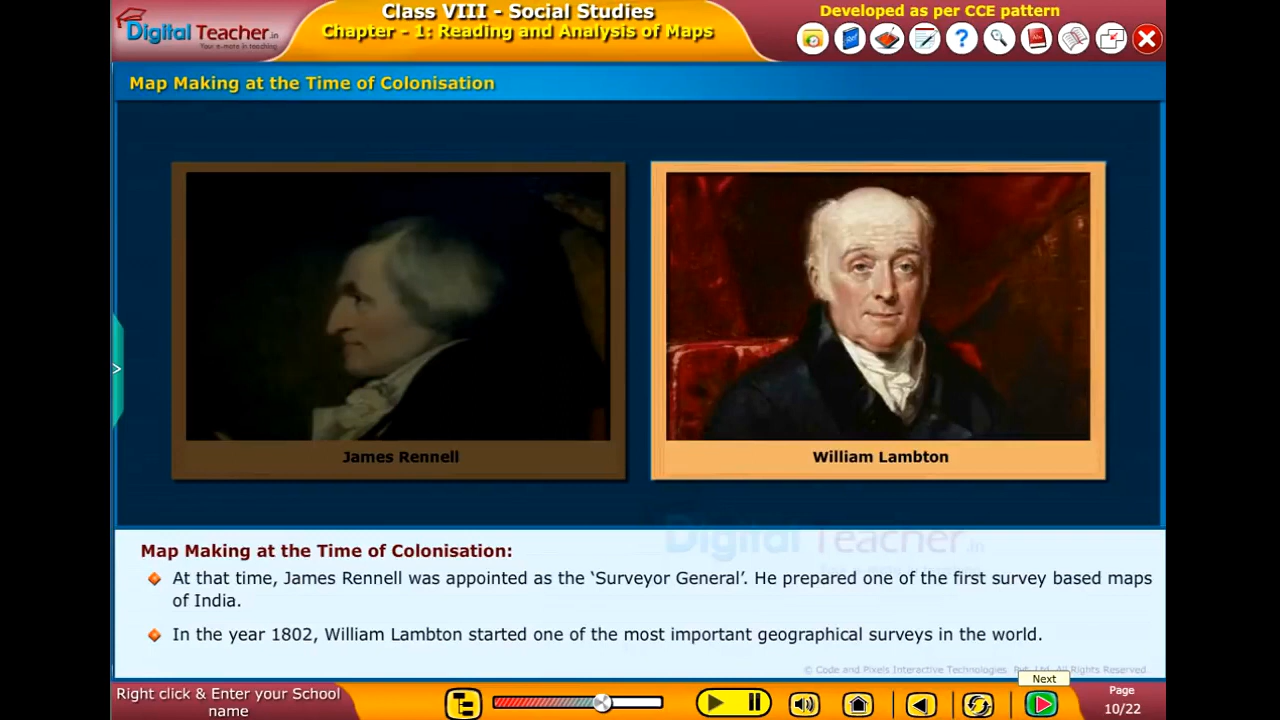 Digital Teacher.in
Your e-mate in teaching
Class VIII - Social Studies
Chapter - 1: Reading and Analysis of Maps
Developed as per CCE pattern
Map Making at the Time of Colonisation
James Rennell
William Lambton
Digital Teacher.in
Map Making at the Time of Colonisation:
At that time, James Rennell was appointed as the ‘Surveyor General’. He prepared one of the first survey based maps
of India.
In the year 1802, William Lambton started one of the most important geographical surveys in the world.
© Code and Pixels Interactive Technologies. Pvt. Ltd. All Rights Reserved
Next
Right click & Enter your School
name
Page
10/22